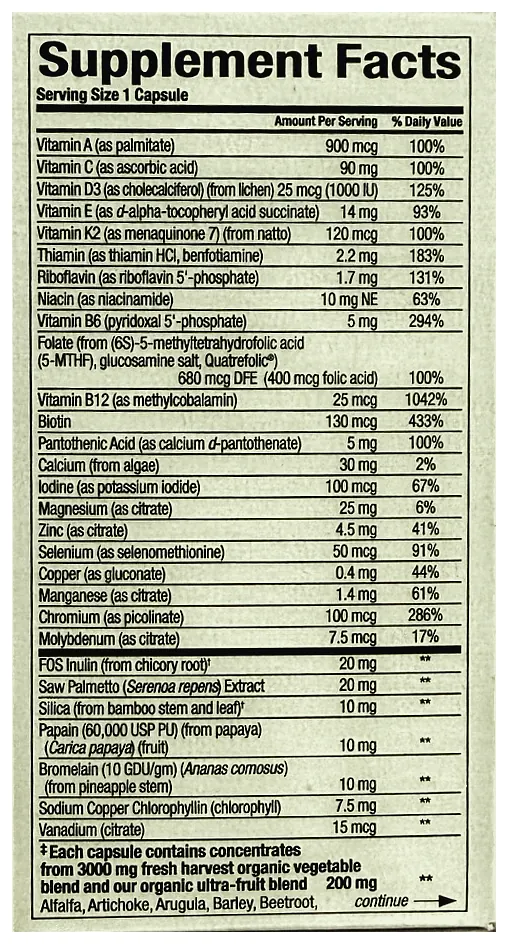 Supplement Facts
Serving Size 1 Capsule
Amount Per Serving % Daily Value
Vitamin A (as palmitate) 900 mcg 100%
Vitamin C (as ascorbic acid) 90 mg 100%
Vitamin D3 (as cholecalciferol) (from lichen) 25 mcg (1000 IU) 125%
Vitamin E (as d-alpha-tocopheryl acid succinate) 14 mg 93%
Vitamin K2 (as menaquinone 7) (from natto) 120 mcg 100%
Thiamin (as thiamin HCl, benfotiamine) 2.2 mg 183%
Riboflavin (as riboflavin 5'-phosphate) 1.7 mg 131%
Niacin (as niacinamide) 10 mg NE 63%
Vitamin B6 (pyridoxal 5'-phosphate) 5 mg 294%
Folate (from (6S)-5-methyltetrahydrofolic acid
(5-MTHF), glucosamine salt, Quatrefolic®)
680 mcg DFE (400 mcg folic acid) 100%
Vitamin B12 (as methylcobalamin) 25 mcg 1042%
Biotin 130 mcg 433%
Pantothenic Acid (as calcium d-pantothenate) 5 mg 100%
Calcium (from algae) 30 mg 2%
Iodine (as potassium iodide) 100 mcg 67%
Magnesium (as citrate) 25 mg 6%
Zinc (as citrate) 4.5 mg 41%
Selenium (as selenomethionine) 50 mcg 91%
Copper (as gluconate) 0.4 mg 44%
Manganese (as citrate) 1.4 mg 61%
Chromium (as picolinate) 100 mcg 286%
Molybdenum (as citrate) 7.5 mcg 17%
FOS Inulin (from chicory root)† 20 mg **
Saw Palmetto (Serenoa repens) Extract 20 mg **
Silica (from bamboo stem and leaf)† 10 mg **
Papain (60,000 USP PU) (from papaya)
(Carica papaya) (fruit) 10 mg **
Bromelain (10 GDU/gm) (Ananas comosus)
(from pineapple stem) 10 mg **
Sodium Copper Chlorophyllin (chlorophyll) 7.5 mg **
Vanadium (citrate) 15 mcg **
‡Each capsule contains concentrates
from 3000 mg fresh harvest organic vegetable
blend and our organic ultra-fruit blend 200 mg **
Alfalfa, Artichoke, Arugula, Barley, Beetroot, continue →